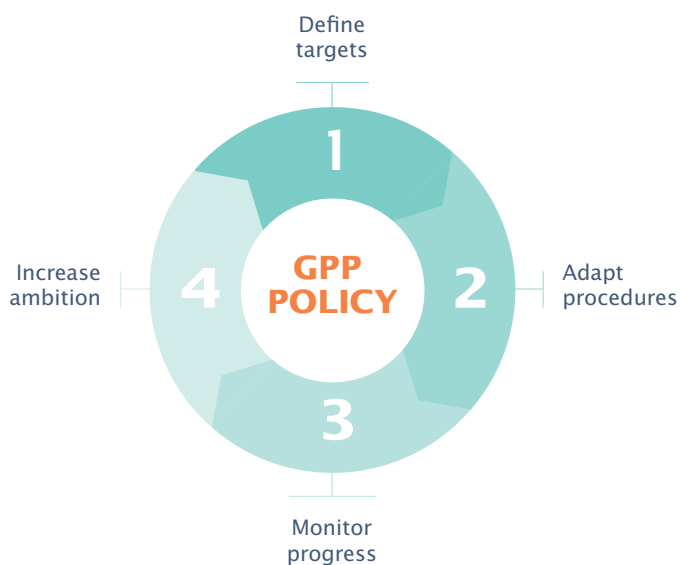 Define
targets
1
GPP
POLICY
2
Adapt
procedures
3
Monitor
progress
4
Increase
ambition